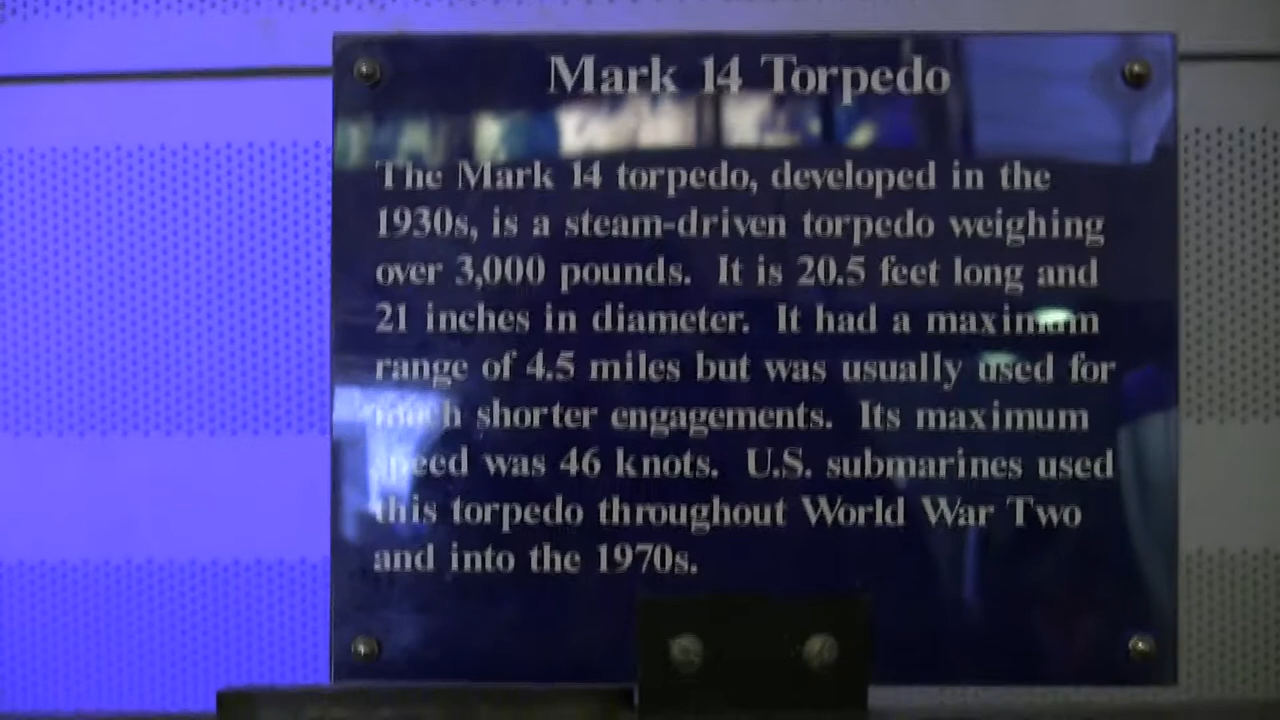 Mark 14 Torpedo
The Mark 14 torpedo, developed in the
1930s, is a steam-driven torpedo weighing
over 3,000 pounds. It is 20.5 feet long and
21 inches in diameter. It had a maximum
range of 4.5 miles but was usually used for
much shorter engagements. Its maximum
speed was 46 knots. U.S. submarines used
this torpedo throughout World War Two
and into the 1970s.